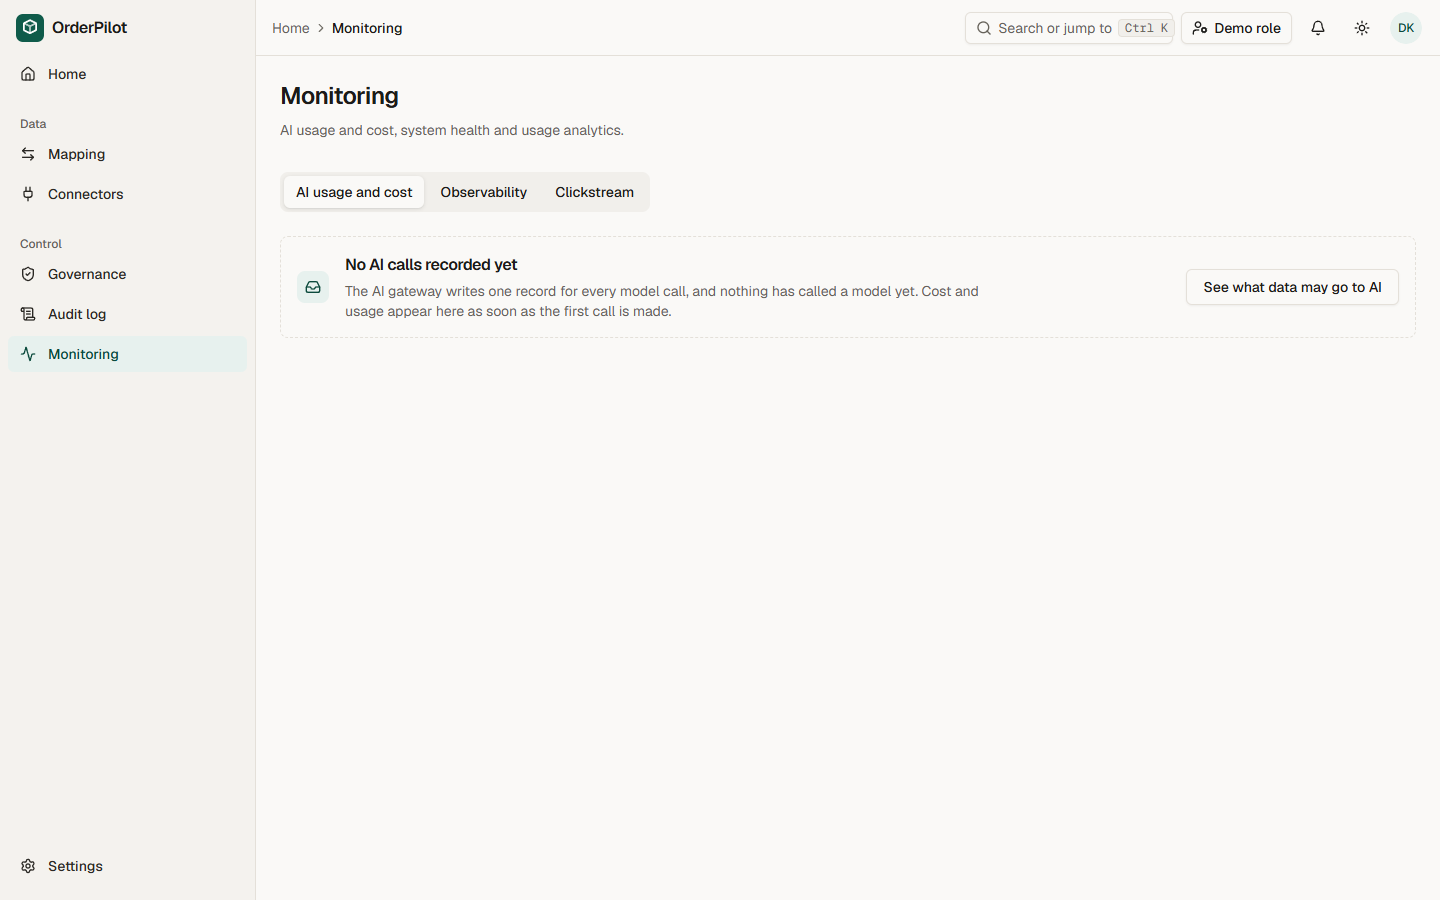 OrderPilot
Home
Data
Mapping
Connectors
Control
Governance
Audit log
Monitoring
Settings
Home > Monitoring
Search or jump to Ctrl K
Demo role
DK
Monitoring
AI usage and cost, system health and usage analytics.
AI usage and cost
Observability
Clickstream
No AI calls recorded yet
The AI gateway writes one record for every model call, and nothing has called a model yet. Cost and
usage appear here as soon as the first call is made.
See what data may go to AI